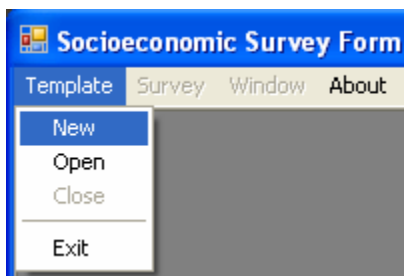 Socioeconomic Survey Form
Template Survey Window About
New
Open
Close
Exit